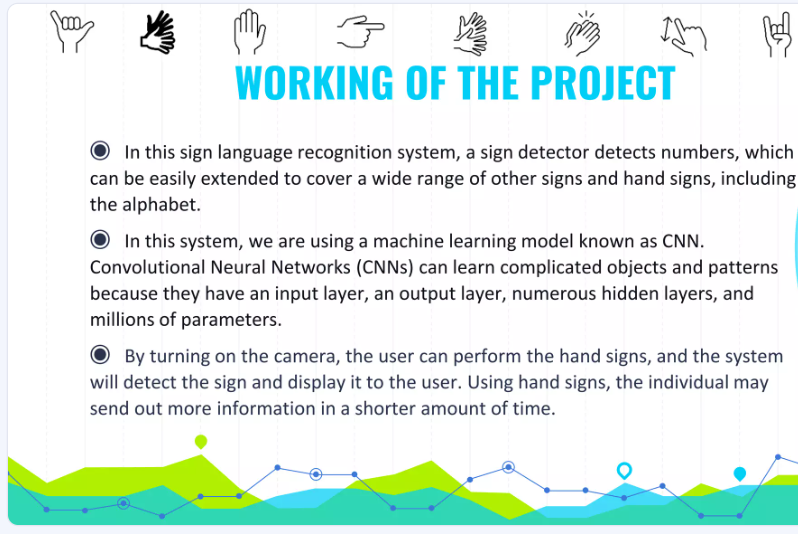 WORKING OF THE PROJECT
In this sign language recognition system, a sign detector detects numbers, which
can be easily extended to cover a wide range of other signs and hand signs, including
the alphabet.
In this system, we are using a machine learning model known as CNN.
Convolutional Neural Networks (CNNs) can learn complicated objects and patterns
because they have an input layer, an output layer, numerous hidden layers, and
millions of parameters.
By turning on the camera, the user can perform the hand signs, and the system
will detect the sign and display it to the user. Using hand signs, the individual may
send out more information in a shorter amount of time.